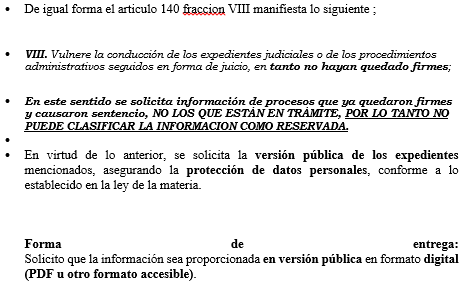 • De igual forma el articulo 140 fraccion VIII manifiesta lo siguiente ;
• VIII. Vulnere la conducción de los expedientes judiciales o de los procedimientos
administrativos seguidos en forma de juicio, en tanto no hayan quedado firmes;
• En este sentido se solicita información de procesos que ya quedaron firmes
y causaron sentencio, NO LOS QUE ESTÁN EN TRÁMITE, POR LO TANTO NO
PUEDE CLASIFICAR LA INFORMACION COMO RESERVADA.
•
• En virtud de lo anterior, se solicita la versión pública de los expedientes
mencionados, asegurando la protección de datos personales, conforme a lo
establecido en la ley de la materia.
Forma de entrega:
Solicito que la información sea proporcionada en versión pública en formato digital
(PDF u otro formato accesible).